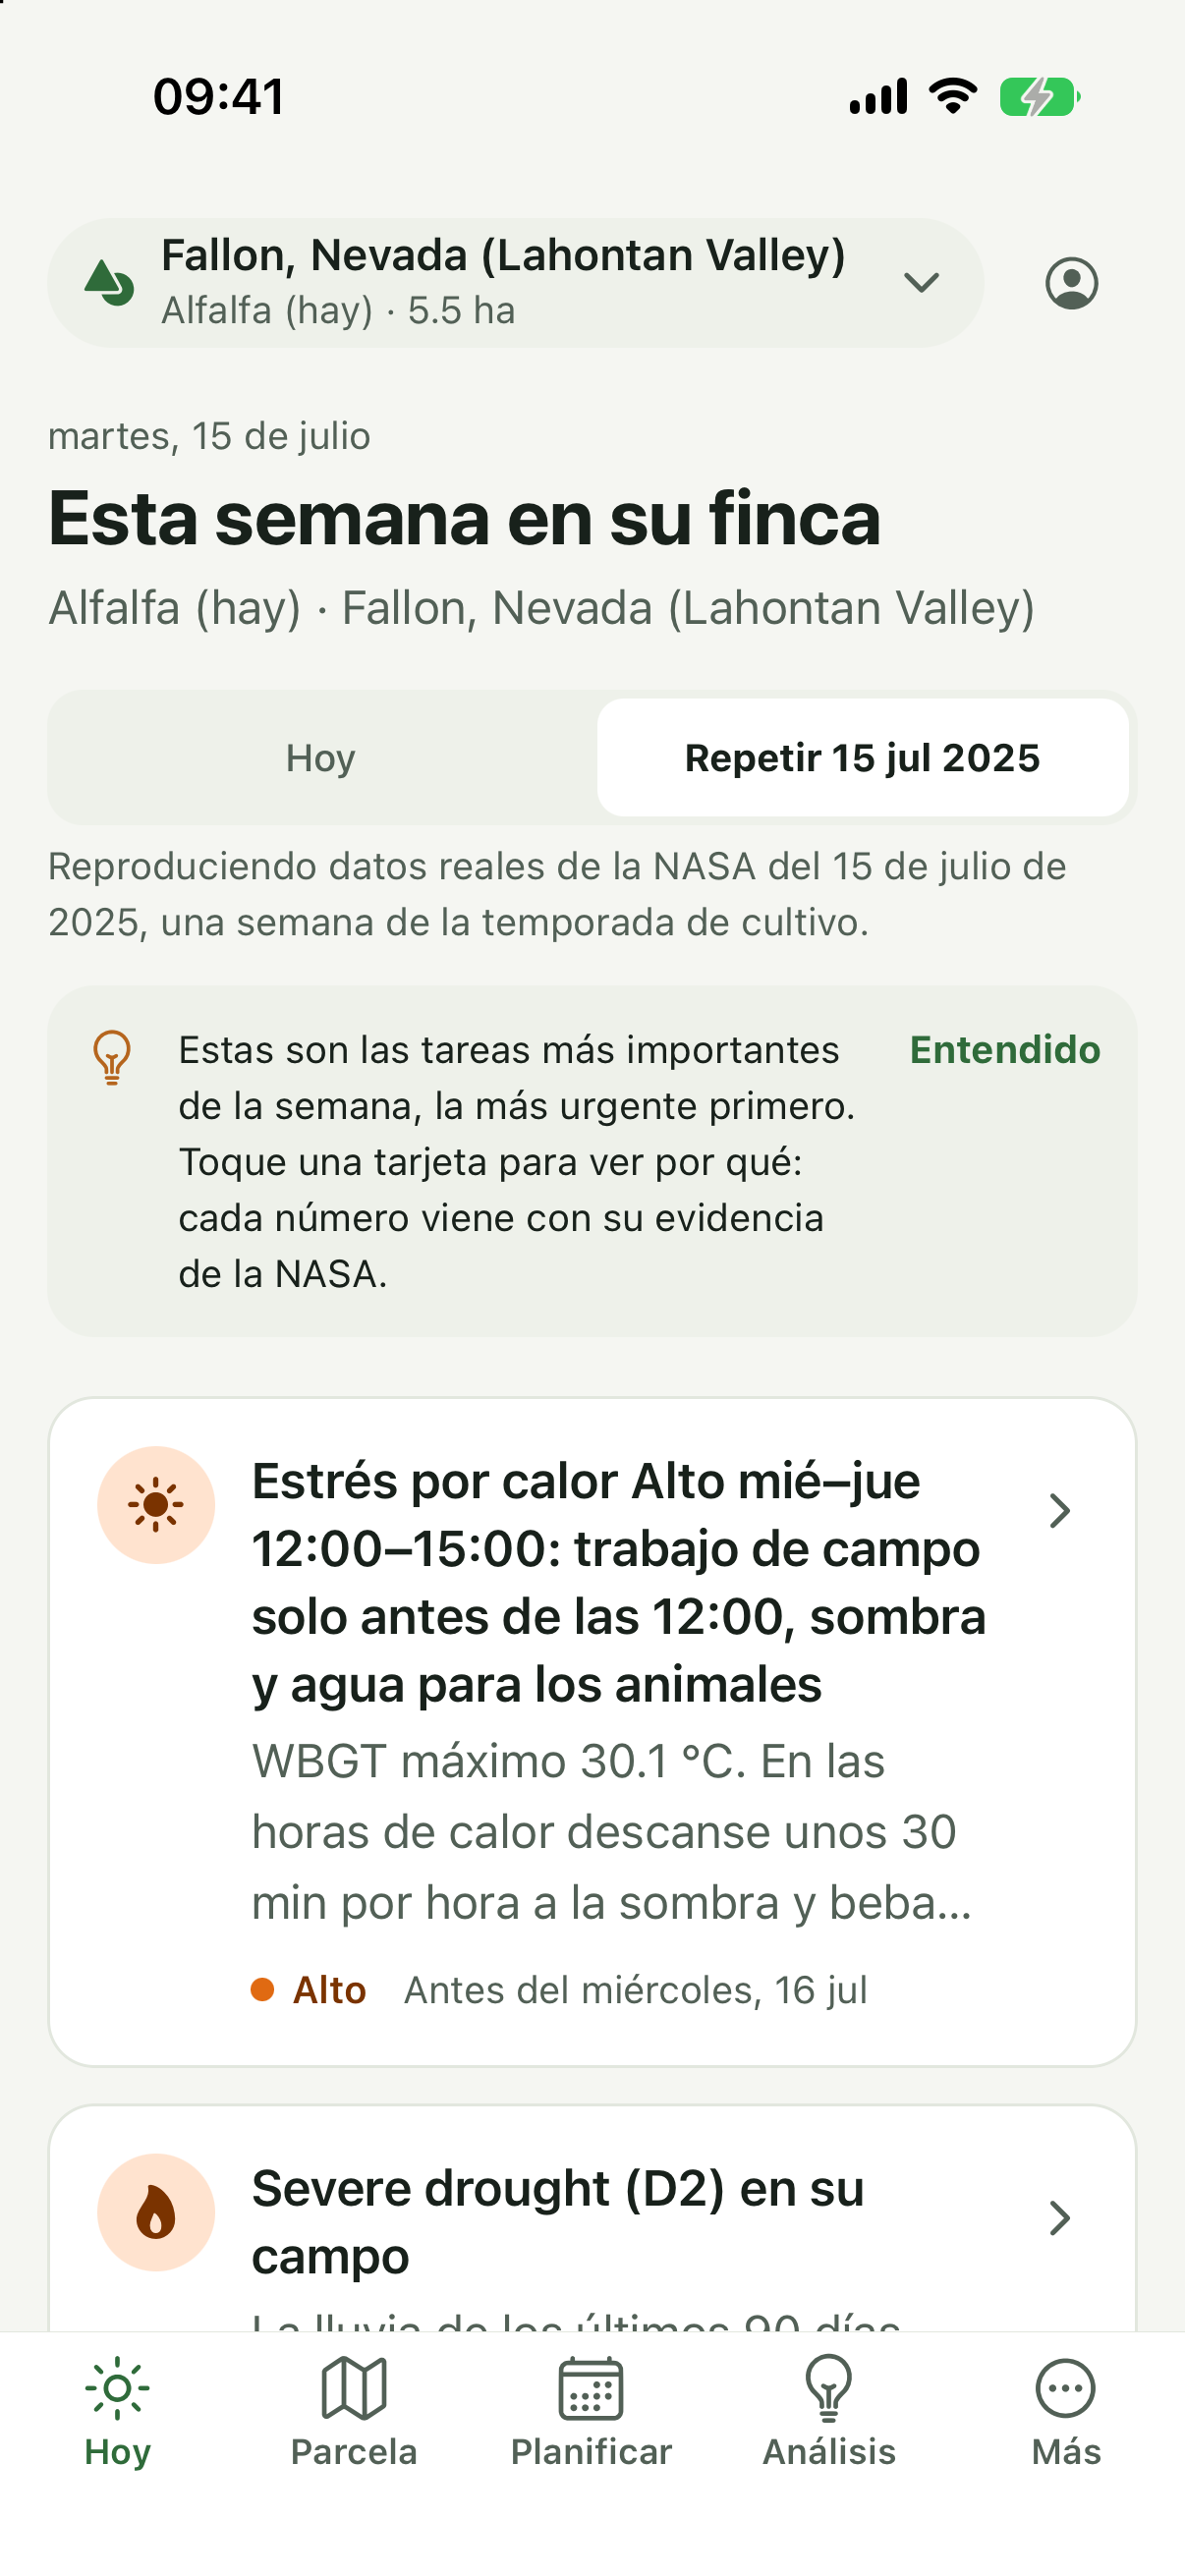 09:41
Fallon, Nevada (Lahontan Valley)
Alfalfa (hay) · 5.5 ha
martes, 15 de julio
Esta semana en su finca
Alfalfa (hay) · Fallon, Nevada (Lahontan Valley)
Hoy
Repetir 15 jul 2025
Reproduciendo datos reales de la NASA del 15 de julio de
2025, una semana de la temporada de cultivo.
Estas son las tareas más importantes
de la semana, la más urgente primero.
Toque una tarjeta para ver por qué:
cada número viene con su evidencia
de la NASA.
Entendido
Estrés por calor Alto mié–jue
12:00–15:00: trabajo de campo
solo antes de las 12:00, sombra
y agua para los animales
WBGT máximo 30.1 °C. En las
horas de calor descanse unos 30
min por hora a la sombra y beba...
Alto
Antes del miércoles, 16 jul
Severe drought (D2) en su
campo
La lluvia de los últimos 90 días
Hoy
Parcela
Planificar
Análisis
Más